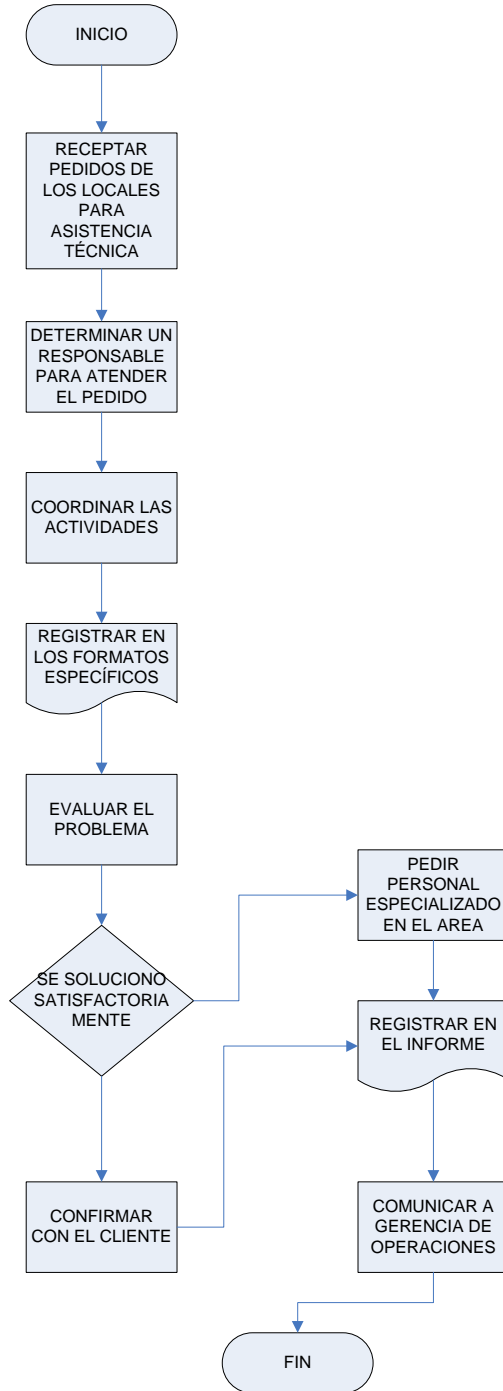 INICIO
RECEPTAR
PEDIDOS DE
LOS LOCALES
PARA
ASISTENCIA
TÉCNICA
DETERMINAR UN
RESPONSABLE
PARA ATENDER
EL PEDIDO
COORDINAR LAS
ACTIVIDADES
REGISTRAR EN
LOS FORMATOS
ESPECÍFICOS
EVALUAR EL
PROBLEMA
SE SOLUCIONO
SATISFACTORIA
MENTE
PEDIR
PERSONAL
ESPECIALIZADO
EN EL AREA
REGISTRAR EN
EL INFORME
CONFIRMAR
CON EL CLIENTE
COMUNICAR A
GERENCIA DE
OPERACIONES
FIN